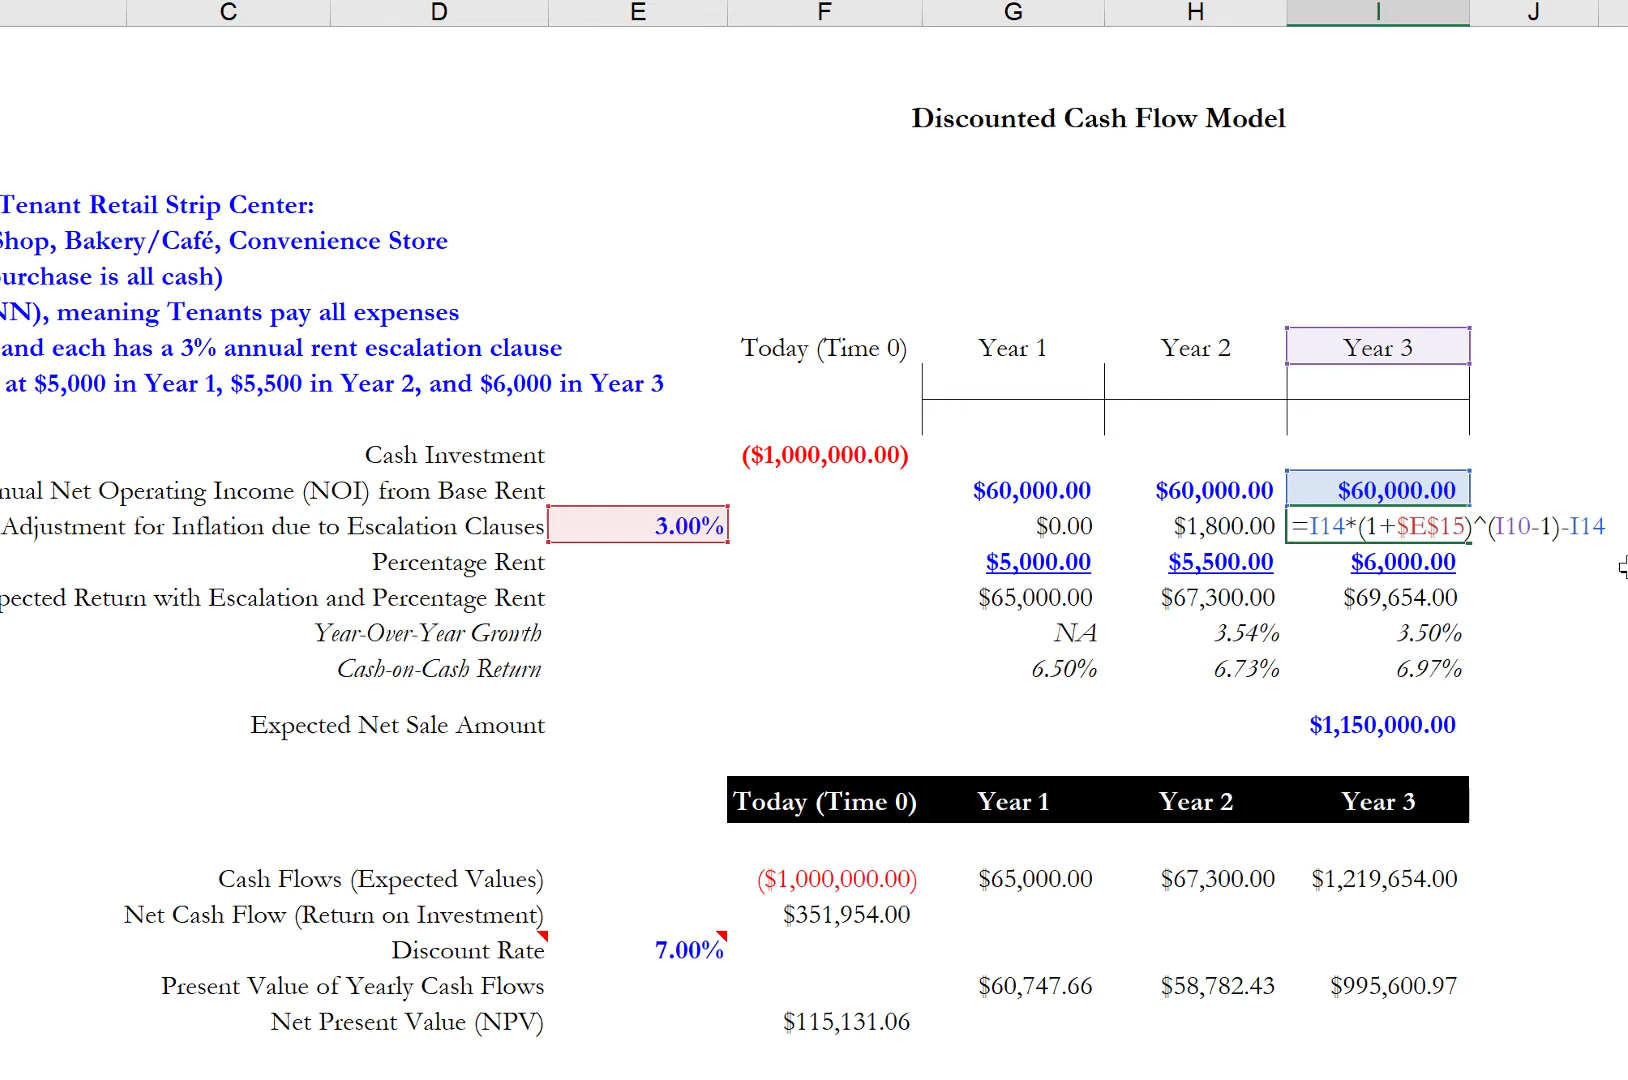 C D E F G H I J
Discounted Cash Flow Model
Tenant Retail Strip Center:
Shop, Bakery/Café, Convenience Store
purchase is all cash)
NN), meaning Tenants pay all expenses
and each has a 3% annual rent escalation clause
Today (Time 0) Year 1 Year 2 Year 3
at $5,000 in Year 1, $5,500 in Year 2, and $6,000 in Year 3
Cash Investment ($1,000,000.00)
nual Net Operating Income (NOI) from Base Rent $60,000.00 $60,000.00 $60,000.00
Adjustment for Inflation due to Escalation Clauses 3.00% $0.00 $1,800.00 =I14*(1+$E$15)^(I10-1)-I14
Percentage Rent $5,000.00 $5,500.00 $6,000.00
pected Return with Escalation and Percentage Rent $65,000.00 $67,300.00 $69,654.00
Year-Over-Year Growth NA 3.54% 3.50%
Cash-on-Cash Return 6.50% 6.73% 6.97%
Expected Net Sale Amount $1,150,000.00
Today (Time 0) Year 1 Year 2 Year 3
Cash Flows (Expected Values) ($1,000,000.00) $65,000.00 $67,300.00 $1,219,654.00
Net Cash Flow (Return on Investment) $351,954.00
Discount Rate 7.00%
Present Value of Yearly Cash Flows $60,747.66 $58,782.43 $995,600.97
Net Present Value (NPV) $115,131.06